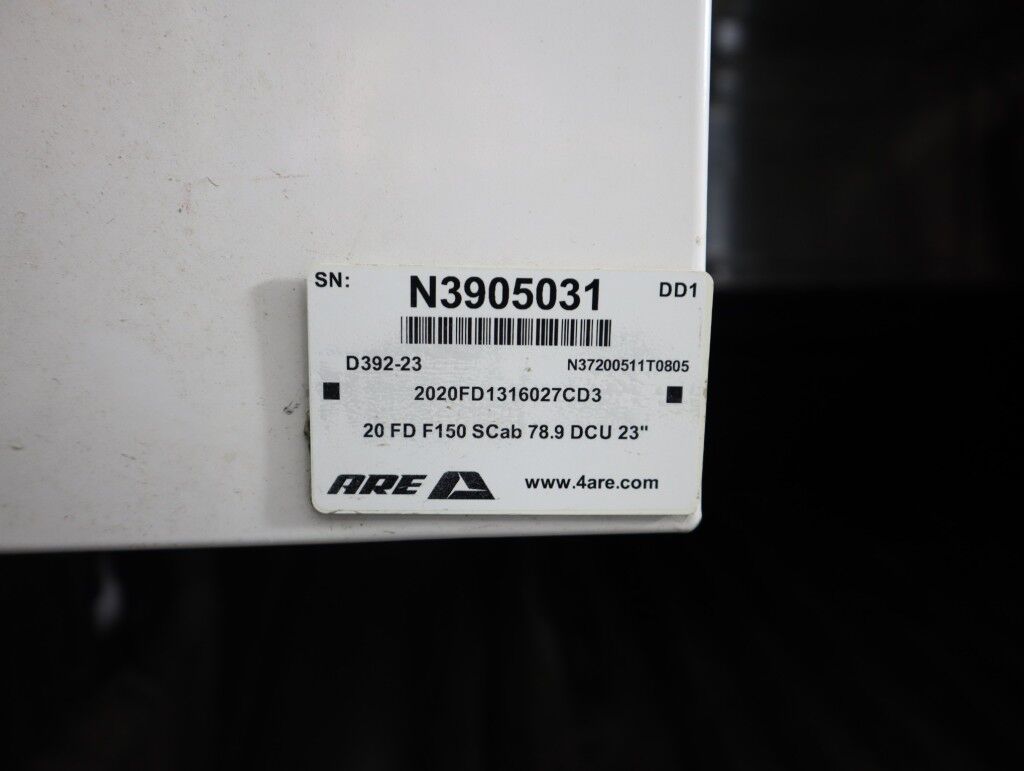 SN: N3905031 DD1
D392-23 N37200511T0805
2020FD1316027CD3
20 FD F150 SCab 78.9 DCU 23"
ARE www.4are.com